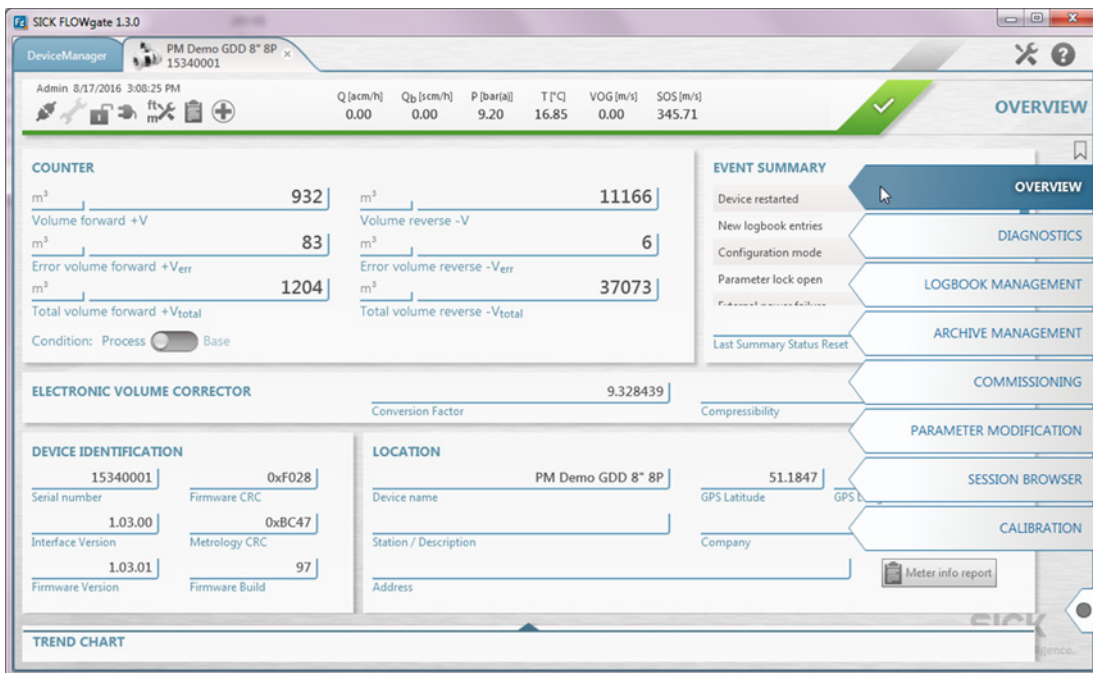 SICK FLOWgate 1.3.0
DeviceManager
PM Demo GDD 8" 8P
15340001
Admin 8/17/2016 3:08:25 PM
Q [acm/h] Qb [scm/h] P [bar(a)] T [°C] VOG [m/s] SOS [m/s]
0.00 0.00 9.20 16.85 0.00 345.71
OVERVIEW
COUNTER
m³ 932 m³ 11166
Volume forward +V Volume reverse -V
m³ 83 m³ 6
Error volume forward +Verr Error volume reverse -Verr
m³ 1204 m³ 37073
Total volume forward +Vtotal Total volume reverse -Vtotal
Condition: Process Base
EVENT SUMMARY
Device restarted
New logbook entries
Configuration mode
Parameter lock open
External power failure
Last Summary Status Reset
OVERVIEW
DIAGNOSTICS
LOGBOOK MANAGEMENT
ARCHIVE MANAGEMENT
COMMISSIONING
PARAMETER MODIFICATION
SESSION BROWSER
CALIBRATION
ELECTRONIC VOLUME CORRECTOR
9.328439
Conversion Factor Compressibility
DEVICE IDENTIFICATION
15340001 0xF028
Serial number Firmware CRC
1.03.00 0xBC47
Interface Version Metrology CRC
1.03.01 97
Firmware Version Firmware Build
LOCATION
PM Demo GDD 8" 8P 51.1847
Device name GPS Latitude GPS
Station / Description Company
Address
Meter info report
SICK
TREND CHART